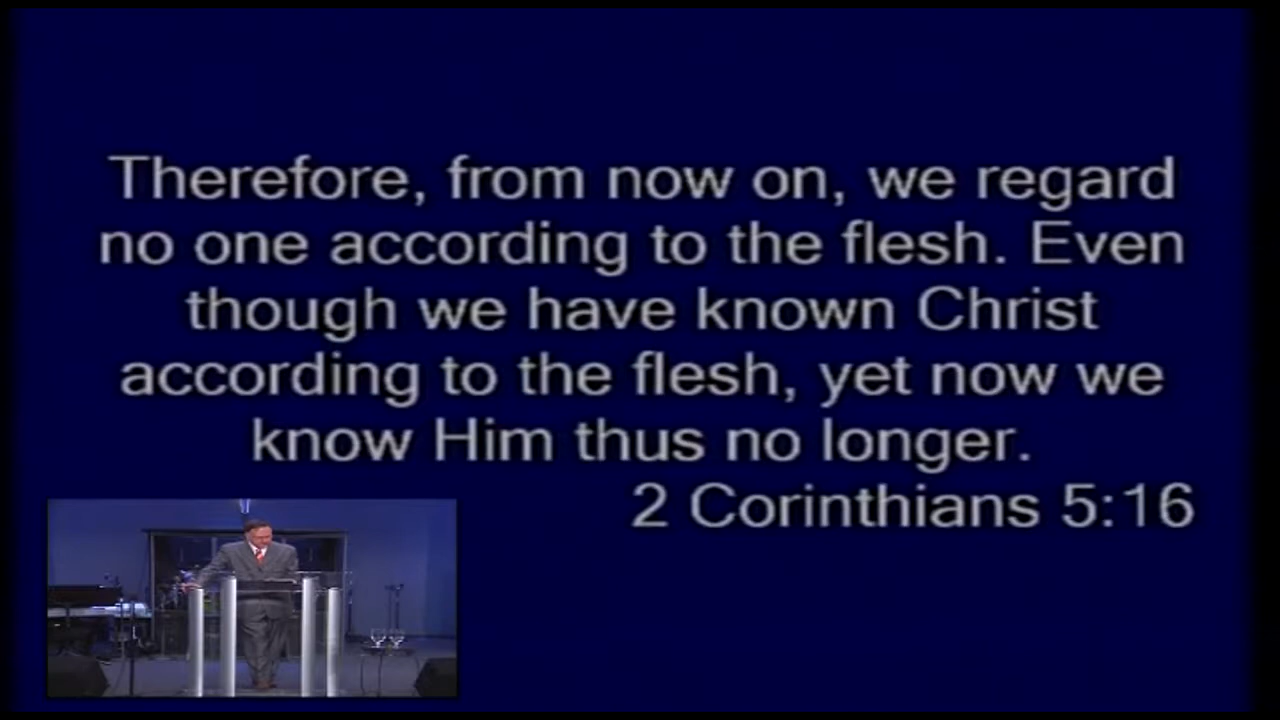 Therefore, from now on, we regard
no one according to the flesh. Even
though we have known Christ
according to the flesh, yet now we
know Him thus no longer.
2 Corinthians 5:16